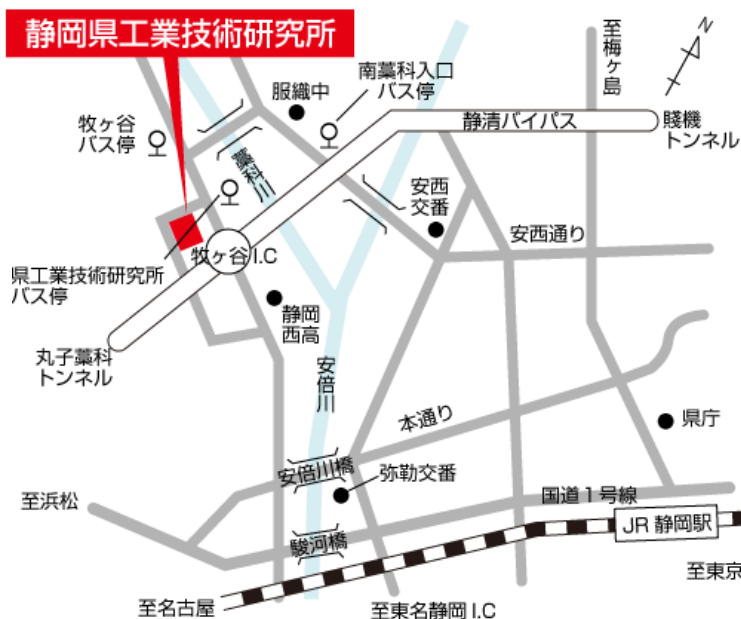 静岡県工業技術研究所
N
至梅ヶ島
南藁科入口
バス停
服織中
牧ヶ谷
バス停
静清バイパス
賤機
トンネル
藁科川
安西
交番
安西通り
牧ヶ谷I.C
県工業技術研究所
バス停
静岡
西高
丸子藁科
トンネル
安倍川
本通り
県庁
安倍川橋
弥勒交番
至浜松
国道1号線
駿河橋
JR 静岡駅
至東京
至名古屋
至東名静岡I.C